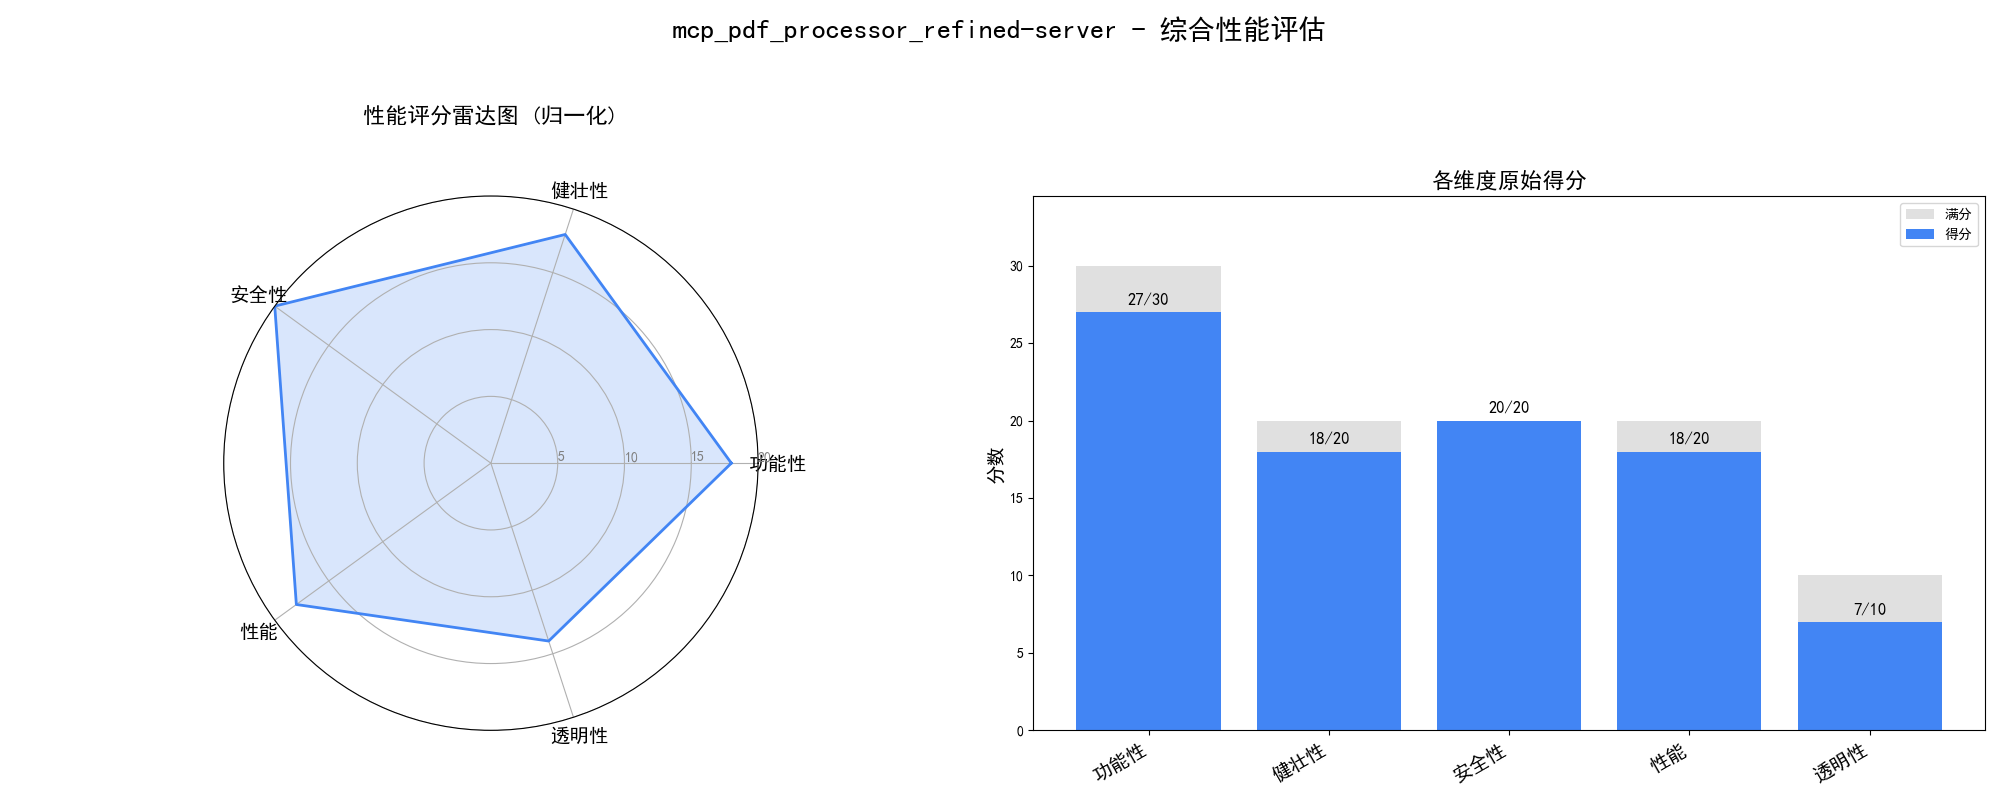 mcp_pdf_processor_refined-server - 综合性能评估
性能评分雷达图 (归一化)
健壮性
安全性
功能性
5
10
15
20
性能
透明性
各维度原始得分
满分
得分
分数
30
25
20
15
10
5
0
27/30
18/20
20/20
18/20
7/10
功能性
健壮性
安全性
性能
透明性